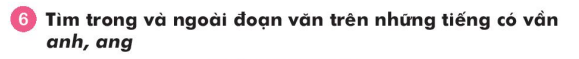 6 Tìm trong và ngoài đoạn văn trên những tiếng có vần
anh, ang